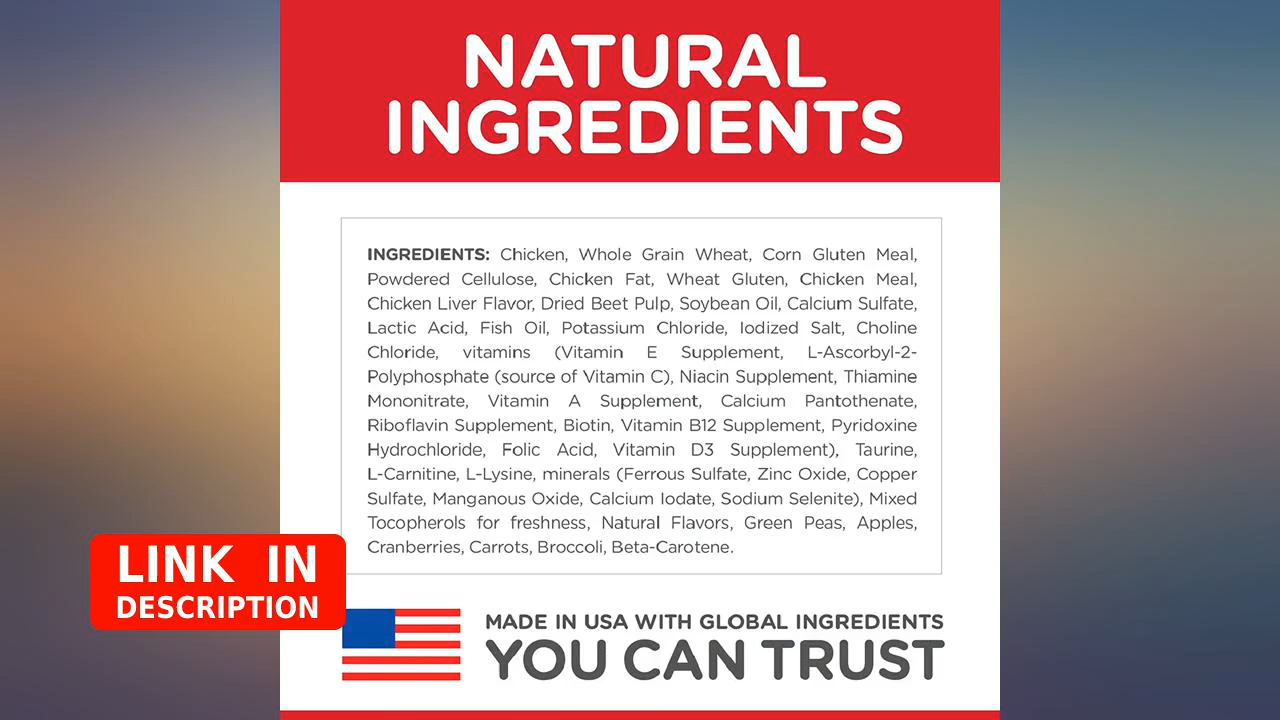 NATURAL
INGREDIENTS
INGREDIENTS: Chicken, Whole Grain Wheat, Corn Gluten Meal,
Powdered Cellulose, Chicken Fat, Wheat Gluten, Chicken Meal,
Chicken Liver Flavor, Dried Beet Pulp, Soybean Oil, Calcium Sulfate,
Lactic Acid, Fish Oil, Potassium Chloride, Iodized Salt, Choline
Chloride, vitamins (Vitamin E Supplement, L-Ascorbyl-2-
Polyphosphate (source of Vitamin C), Niacin Supplement, Thiamine
Mononitrate, Vitamin A Supplement, Calcium Pantothenate,
Riboflavin Supplement, Biotin, Vitamin B12 Supplement, Pyridoxine
Hydrochloride, Folic Acid, Vitamin D3 Supplement), Taurine,
L-Carnitine, L-Lysine, minerals (Ferrous Sulfate, Zinc Oxide, Copper
Sulfate, Manganous Oxide, Calcium Iodate, Sodium Selenite), Mixed
Tocopherols for freshness, Natural Flavors, Green Peas, Apples,
Cranberries, Carrots, Broccoli, Beta-Carotene.
LINK IN
DESCRIPTION
MADE IN USA WITH GLOBAL INGREDIENTS
YOU CAN TRUST